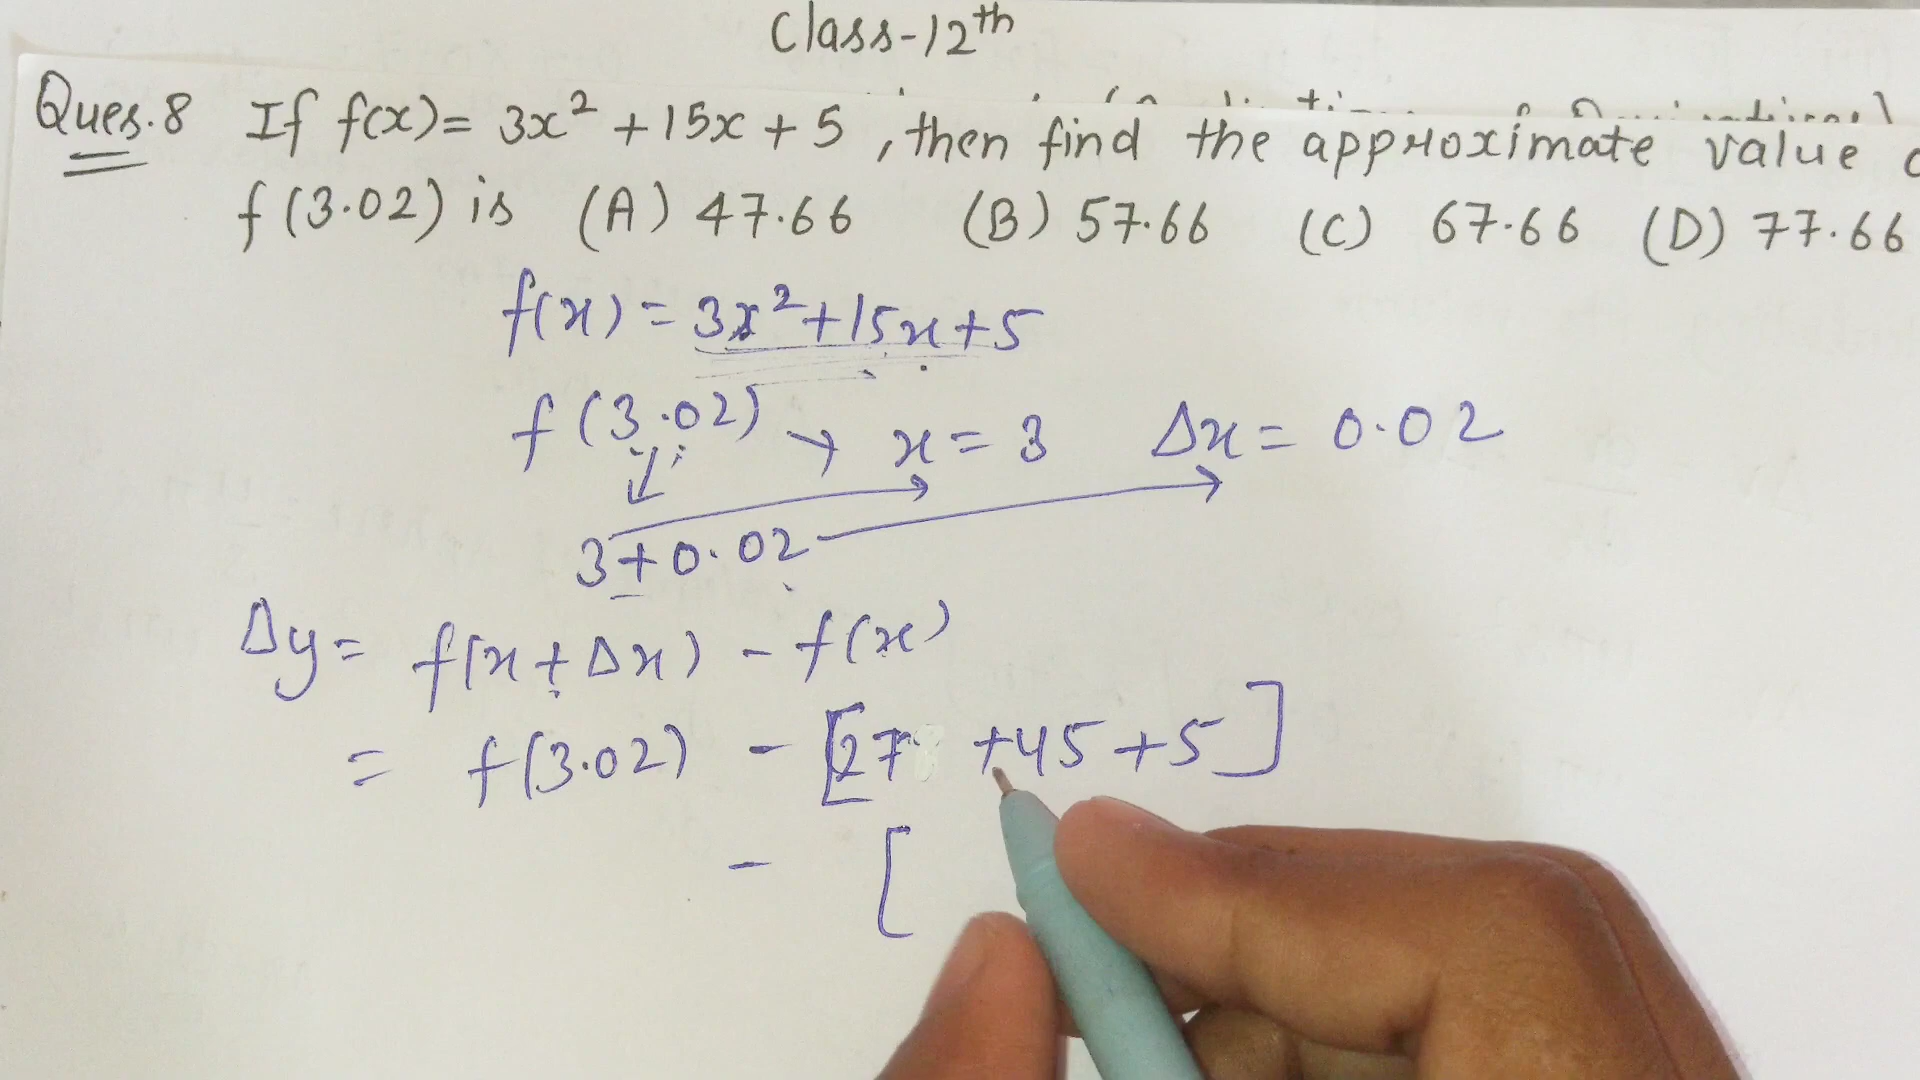 Class-12th
Ques.8 If f(x) = 3x² + 15x + 5 , then find the approximate value
f(3.02) is (A) 47.66 (B) 57.66 (C) 67.66 (D) 77.66
f(x) = 3x²+15x+5
f(3.02) → x = 3 Δx = 0.02
3+0.02
Δy = f(x+Δx) - f(x)
= f(3.02) - [27 +45+5]
- [